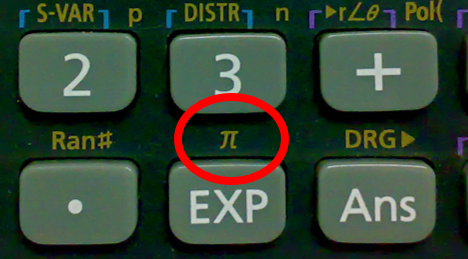 S-VAR p DISTR n ►r∠θ Pol(
2 3 +
Ran# π DRG►
• EXP Ans